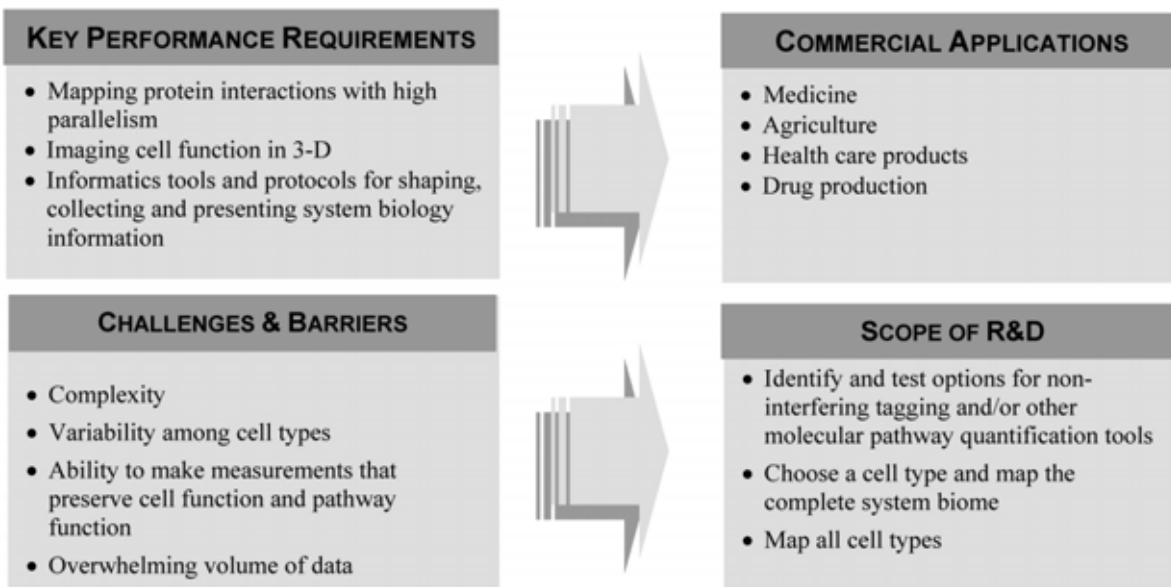 KEY PERFORMANCE REQUIREMENTS
• Mapping protein interactions with high
parallelism
• Imaging cell function in 3-D
• Informatics tools and protocols for shaping,
collecting and presenting system biology
information
COMMERCIAL APPLICATIONS
• Medicine
• Agriculture
• Health care products
• Drug production
CHALLENGES & BARRIERS
• Complexity
• Variability among cell types
• Ability to make measurements that
preserve cell function and pathway
function
• Overwhelming volume of data
SCOPE OF R&D
• Identify and test options for non-
interfering tagging and/or other
molecular pathway quantification tools
• Choose a cell type and map the
complete system biome
• Map all cell types